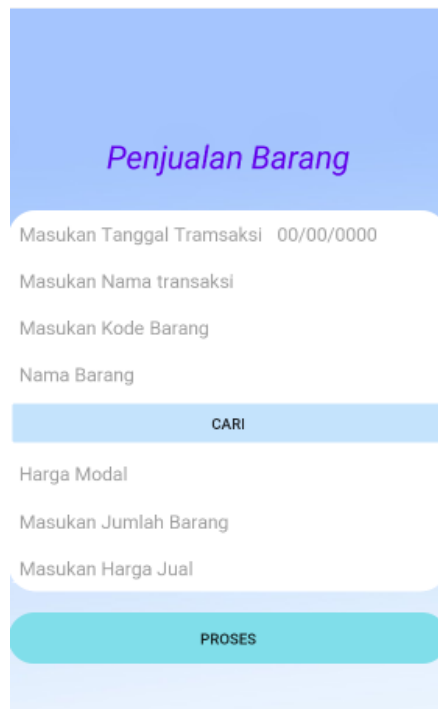 Penjualan Barang
Masukan Tanggal Tramsaksi 00/00/0000
Masukan Nama transaksi
Masukan Kode Barang
Nama Barang
CARI
Harga Modal
Masukan Jumlah Barang
Masukan Harga Jual
PROSES